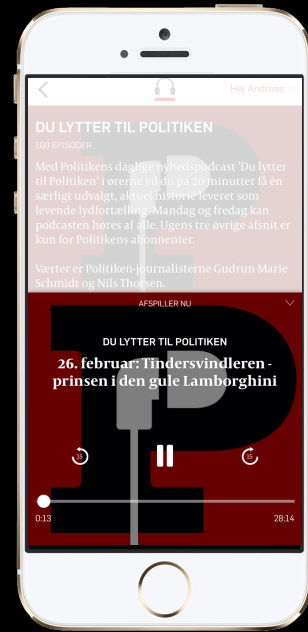 Hej Andreas
DU LYTTER TIL POLITIKEN
100 EPISODER
Med Politikens daglige nyhedspodcast 'Du lytter
til Politiken' i ørerne vil du på 20 minutter få én
særligt udvalgt, aktuel historie leveret som
levende lydfortælling. Mandag og fredag kan
podcasten høres af alle. Ugens tre øvrige afsnit er
kun for Politikens abonnenter.
Værter er Politiken-journalisterne Gudrun Marie
Schmidt og Nils Thorsen.
AFSPILLER NU
DU LYTTER TIL POLITIKEN
26. februar: Tindersvindleren -
prinsen i den gule Lamborghini
15
15
0:13
28:14